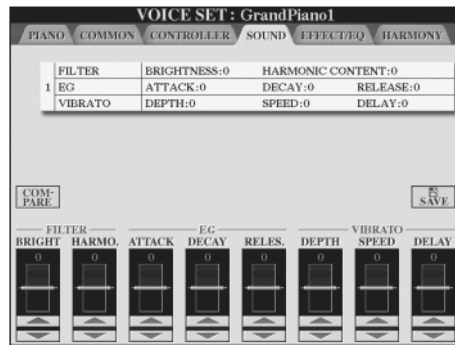 VOICE SET : GrandPiano1
PIANO COMMON CONTROLLER SOUND EFFECT/EQ HARMONY
FILTER BRIGHTNESS:0 HARMONIC CONTENT:0
1 EG ATTACK:0 DECAY:0 RELEASE:0
VIBRATO DEPTH:0 SPEED:0 DELAY:0
COM-
PARE
SAVE
FILTER EG VIBRATO
BRIGHT HARMO. ATTACK DECAY RELES. DEPTH SPEED DELAY
0 0 0 0 0 0 0 0